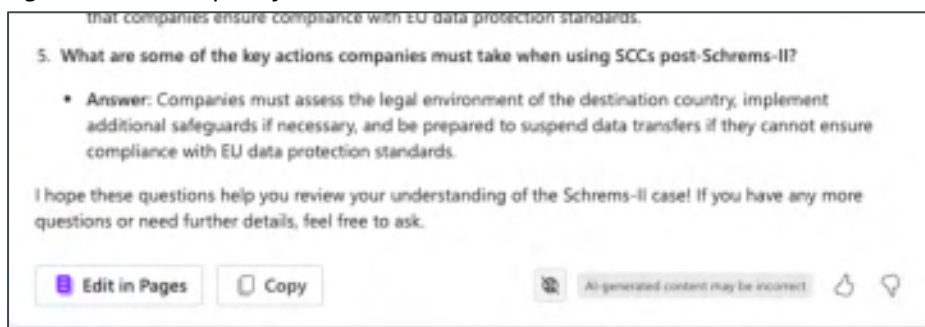 that companies ensure compliance with EU data protection standards.
5. What are some of the key actions companies must take when using SCCs post-Schrems-II?
• Answer: Companies must assess the legal environment of the destination country, implement
additional safeguards if necessary, and be prepared to suspend data transfers if they cannot ensure
compliance with EU data protection standards.
I hope these questions help you review your understanding of the Schrems-II case! If you have any more
questions or need further details, feel free to ask.
Edit in Pages Copy AI-generated content may be incorrect